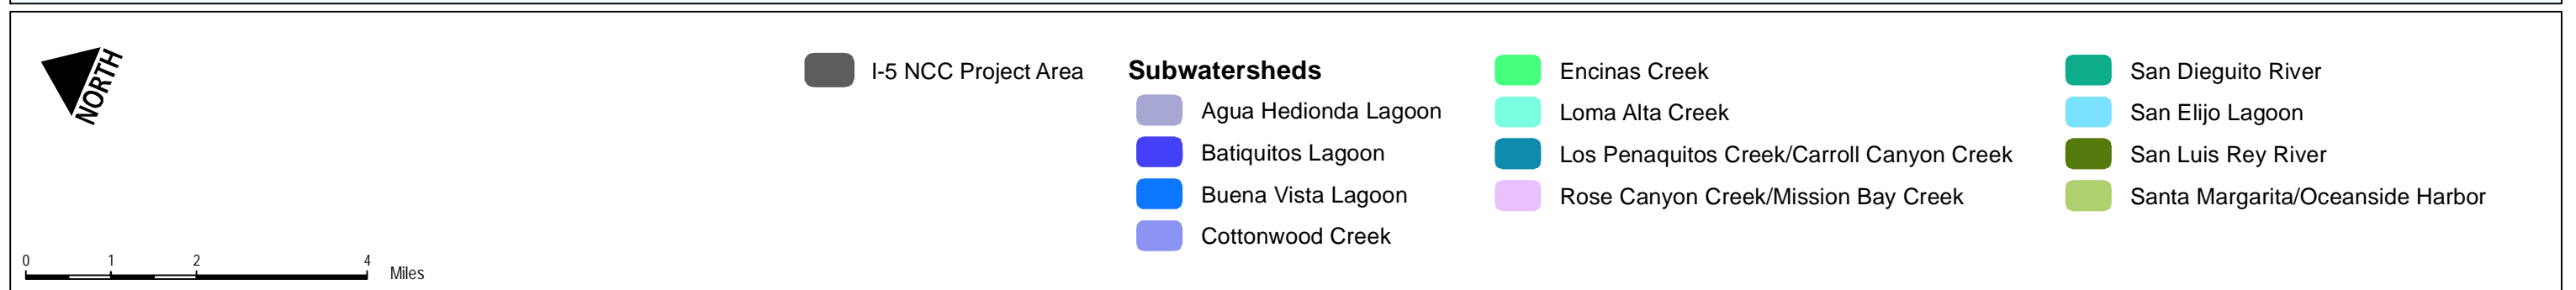 NORTH
0 1 2 4 Miles
I-5 NCC Project Area
Subwatersheds
Agua Hedionda Lagoon
Batiquitos Lagoon
Buena Vista Lagoon
Cottonwood Creek
Encinas Creek
Loma Alta Creek
Los Penaquitos Creek/Carroll Canyon Creek
Rose Canyon Creek/Mission Bay Creek
San Dieguito River
San Elijo Lagoon
San Luis Rey River
Santa Margarita/Oceanside Harbor